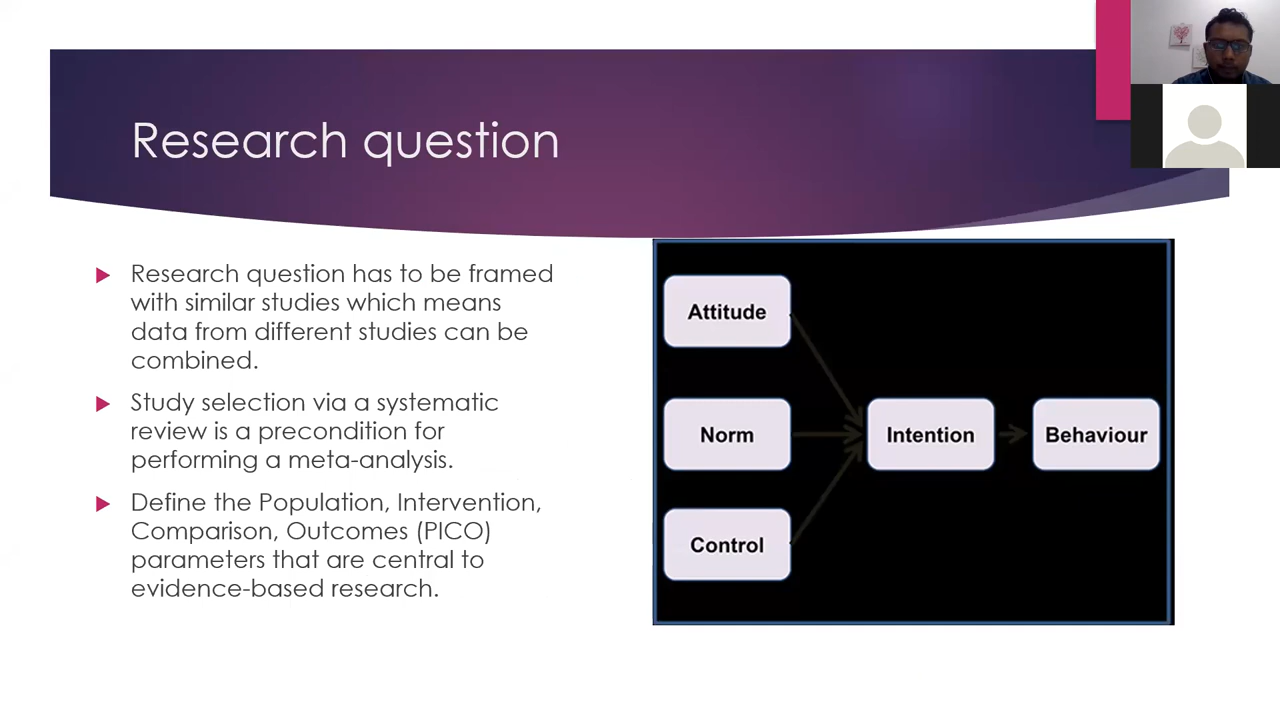 Research question
Research question has to be framed
with similar studies which means
data from different studies can be
combined.
Study selection via a systematic
review is a precondition for
performing a meta-analysis.
Define the Population, Intervention,
Comparison, Outcomes (PICO)
parameters that are central to
evidence-based research.
Attitude
Norm
Control
Intention
Behaviour